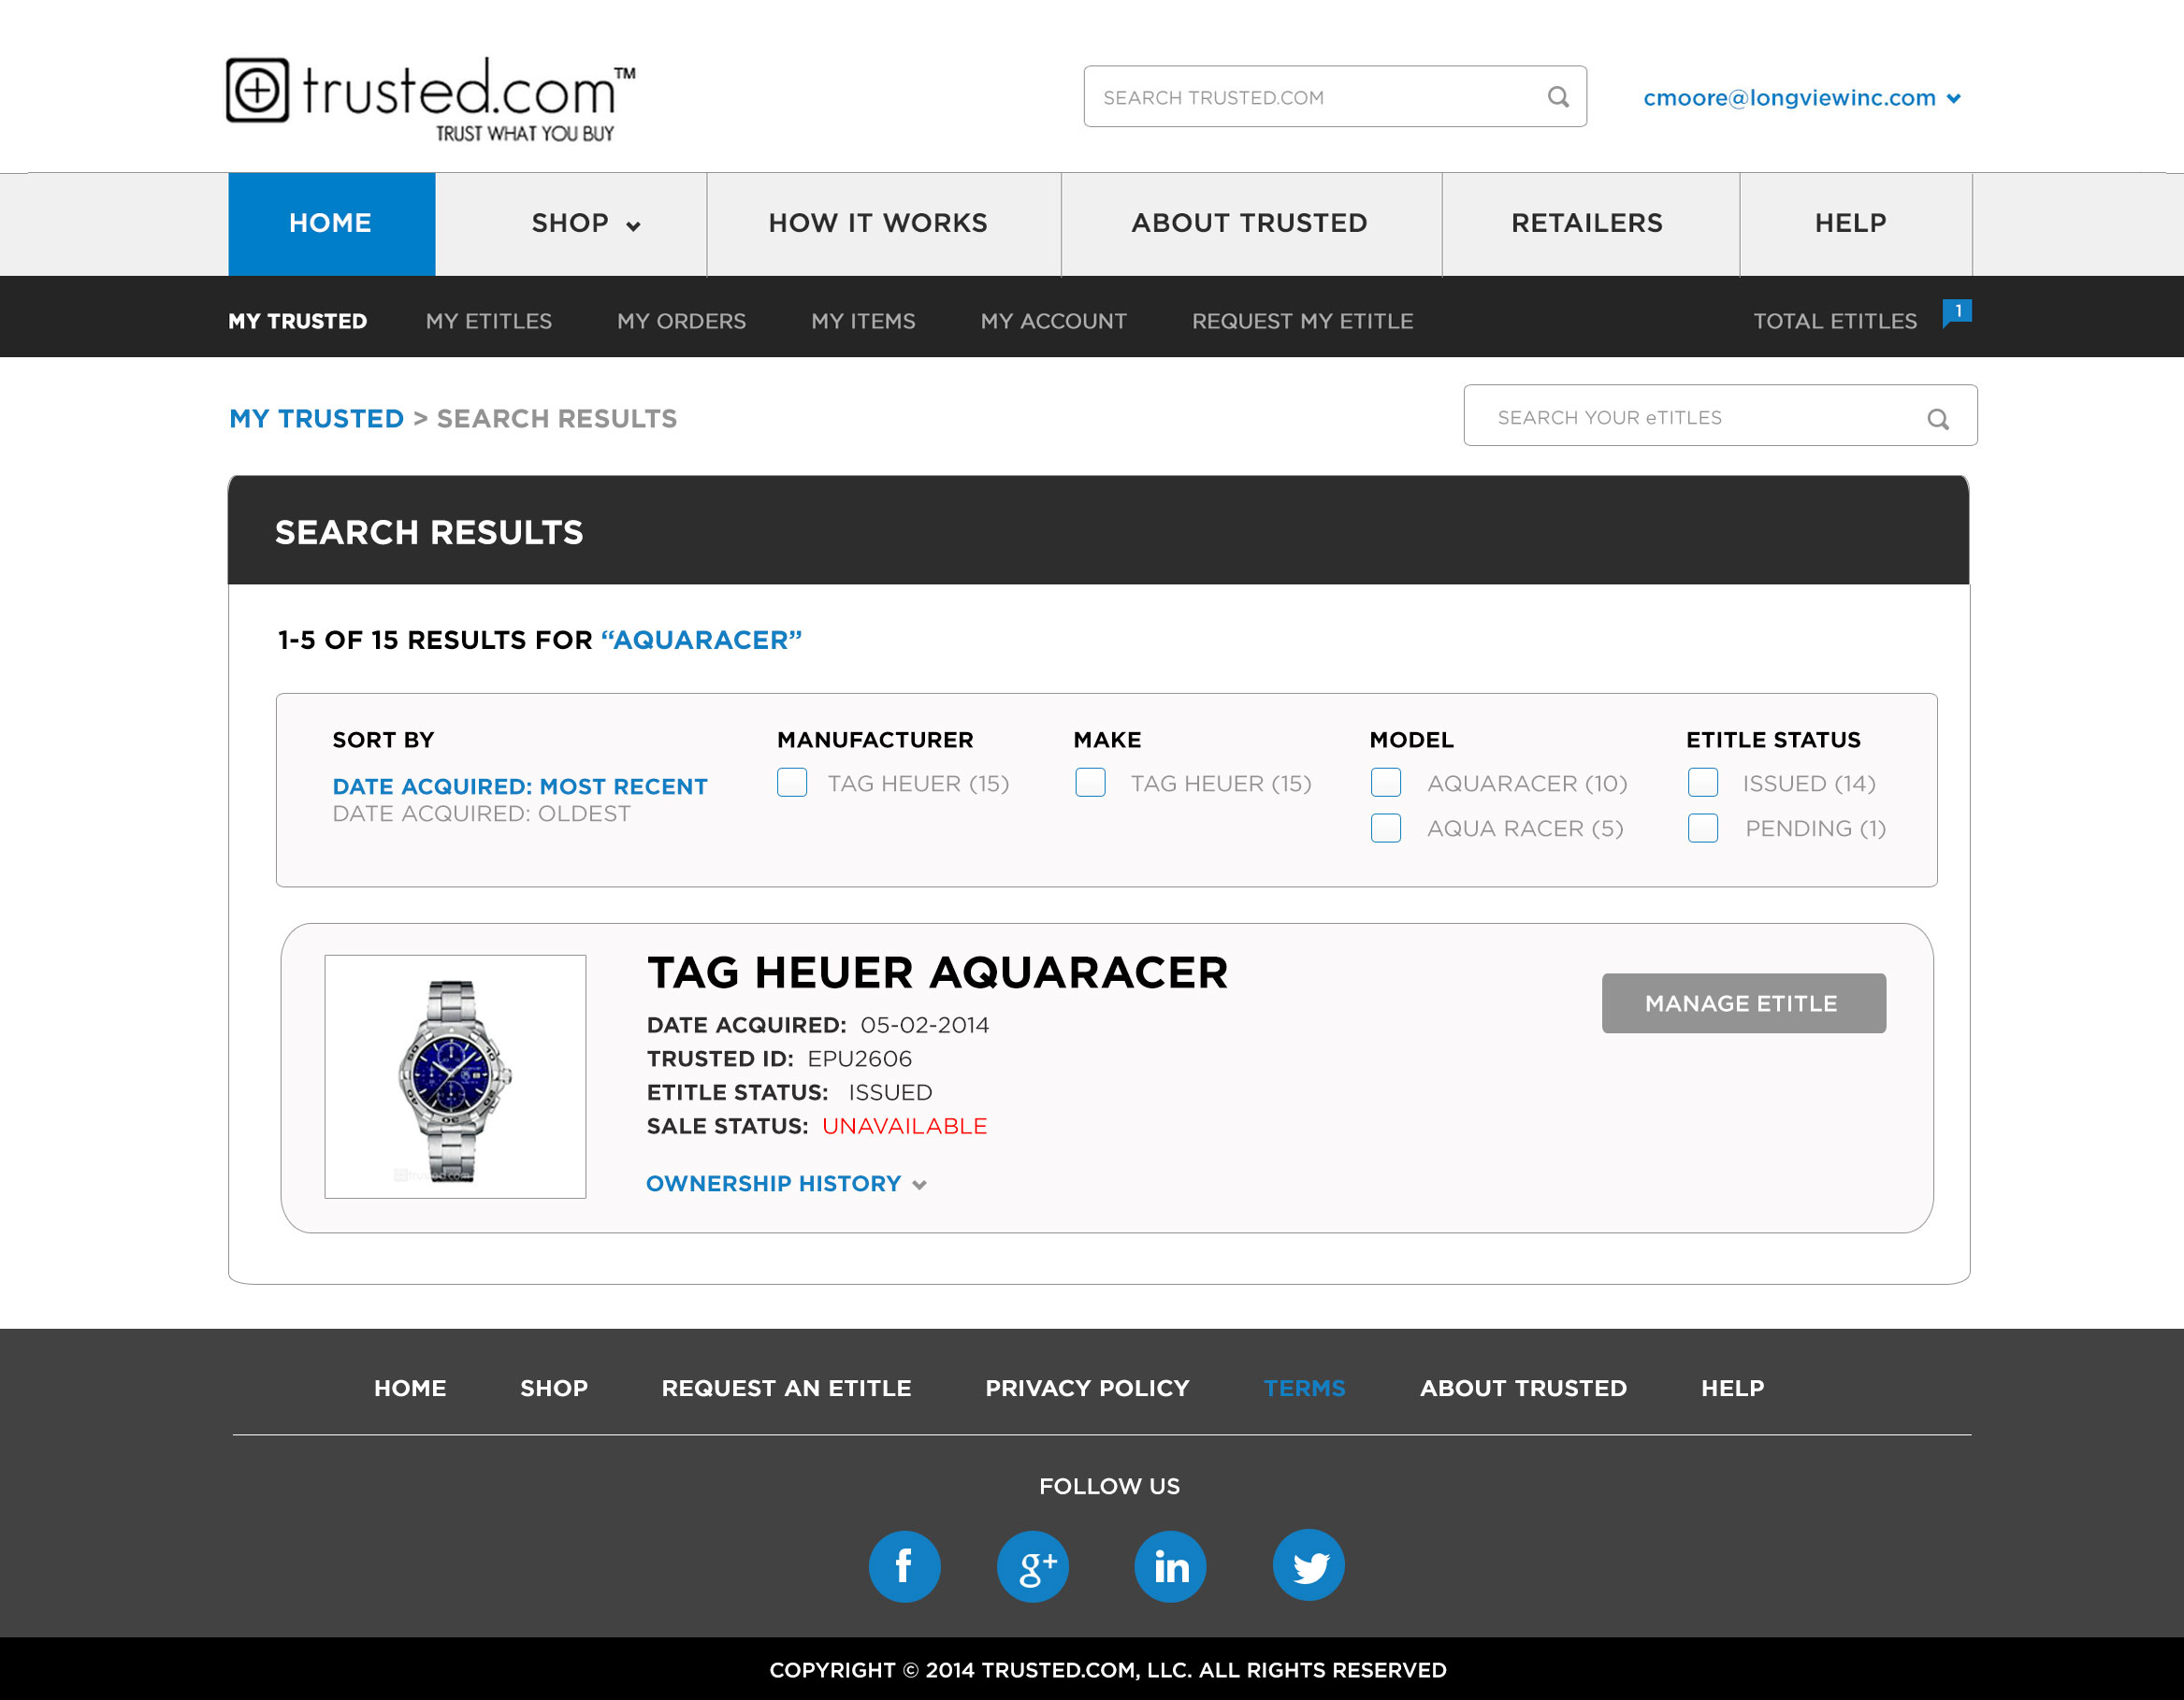 trusted.com™
TRUST WHAT YOU BUY
SEARCH TRUSTED.COM
cmoore@longviewinc.com
HOME SHOP HOW IT WORKS ABOUT TRUSTED RETAILERS HELP
MY TRUSTED MY ETITLES MY ORDERS MY ITEMS MY ACCOUNT REQUEST MY ETITLE TOTAL ETITLES 1
MY TRUSTED > SEARCH RESULTS
SEARCH YOUR eTITLES
SEARCH RESULTS
1-5 OF 15 RESULTS FOR “AQUARACER”
SORT BY
DATE ACQUIRED: MOST RECENT
DATE ACQUIRED: OLDEST
MANUFACTURER
TAG HEUER (15)
MAKE
TAG HEUER (15)
MODEL
AQUARACER (10)
AQUA RACER (5)
ETITLE STATUS
ISSUED (14)
PENDING (1)
TAG HEUER AQUARACER
DATE ACQUIRED: 05-02-2014
TRUSTED ID: EPU2606
ETITLE STATUS: ISSUED
SALE STATUS: UNAVAILABLE
OWNERSHIP HISTORY
MANAGE ETITLE
HOME SHOP REQUEST AN ETITLE PRIVACY POLICY TERMS ABOUT TRUSTED HELP
FOLLOW US
f g+ in
COPYRIGHT © 2014 TRUSTED.COM, LLC. ALL RIGHTS RESERVED